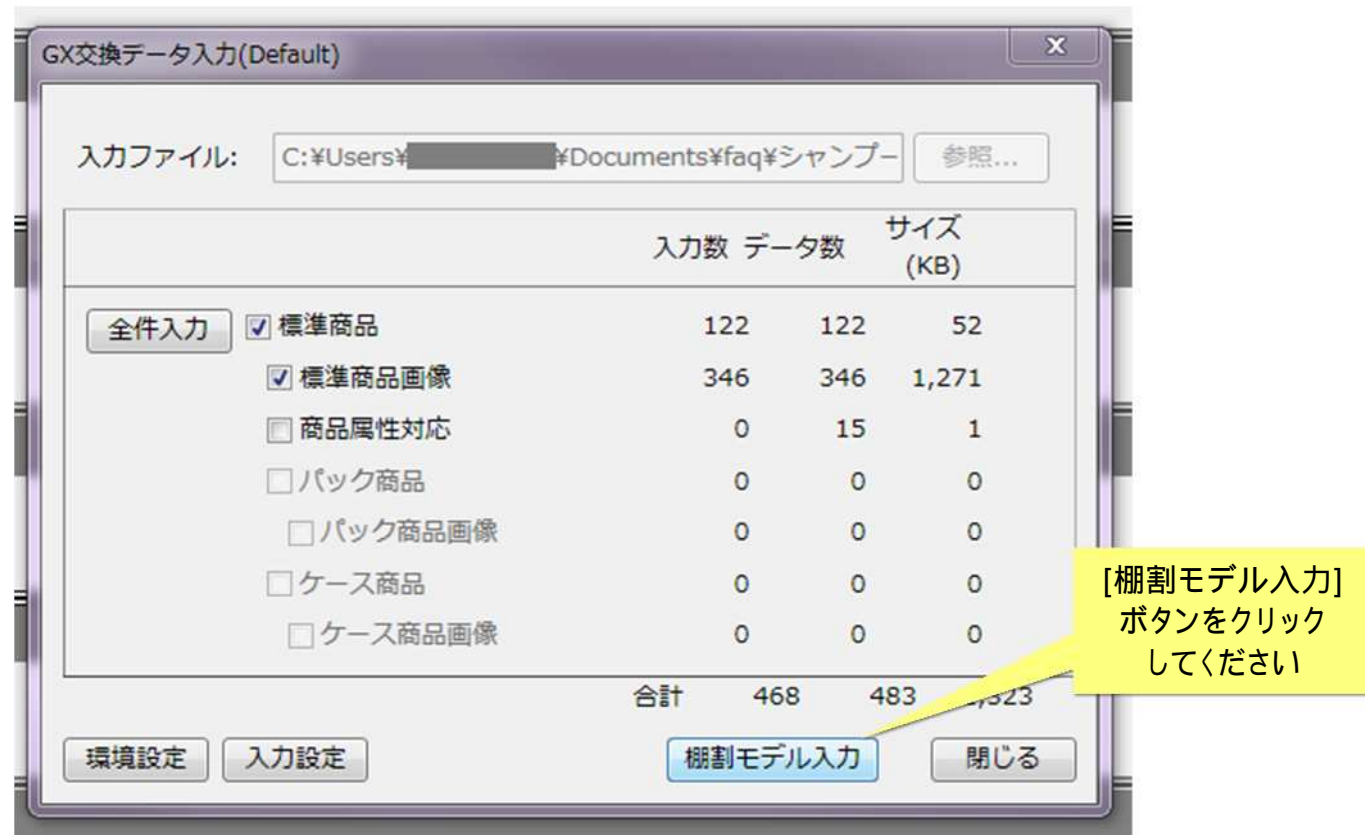 GX交換データ入力(Default)
入力ファイル: C:¥Users¥ ¥Documents¥faq¥シャンプー 参照...
入力数 データ数 サイズ
(KB)
全件入力 標準商品 122 122 52
標準商品画像 346 346 1,271
商品属性対応 0 15 1
パック商品 0 0 0
パック商品画像 0 0 0
ケース商品 0 0 0
ケース商品画像 0 0 0
合計 468 483
環境設定 入力設定 棚割モデル入力 閉じる
[棚割モデル入力]
ボタンをクリック
してください